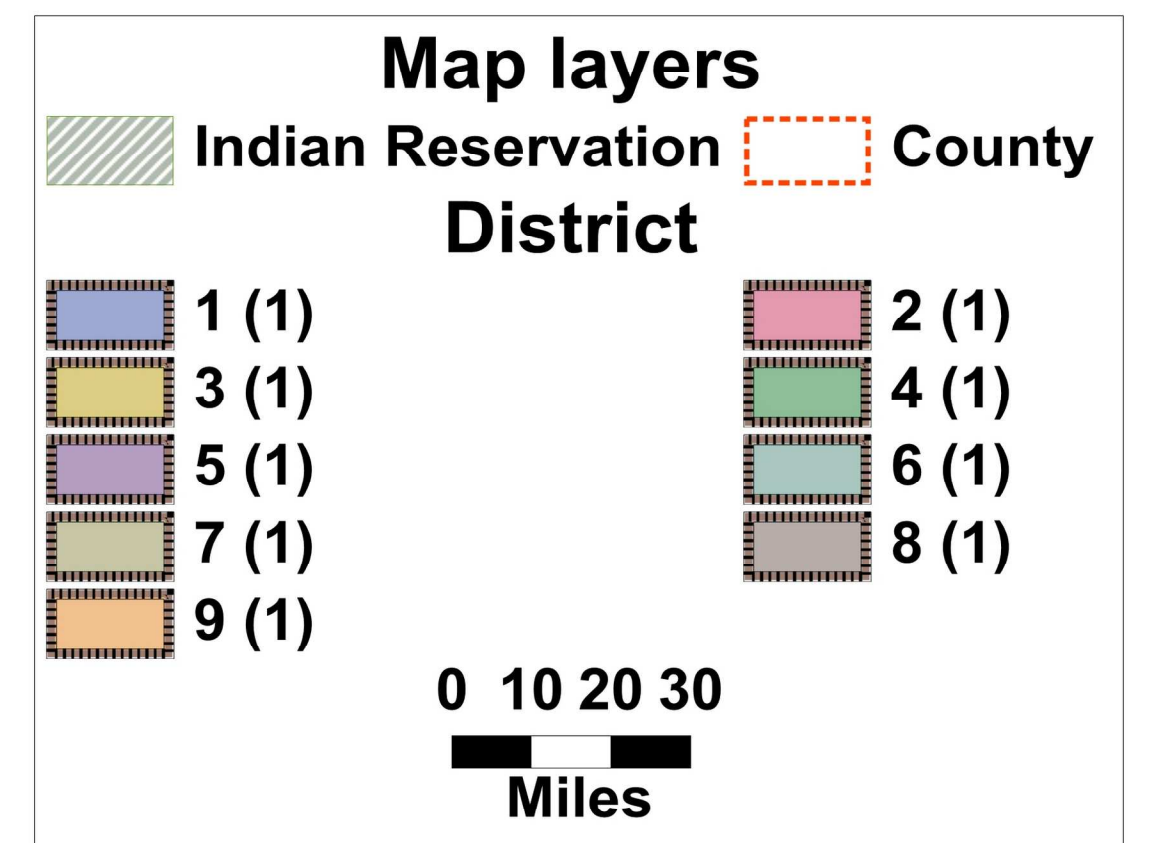 Map layers
Indian Reservation County
District
1 (1) 2 (1)
3 (1) 4 (1)
5 (1) 6 (1)
7 (1) 8 (1)
9 (1)
0 10 20 30
Miles